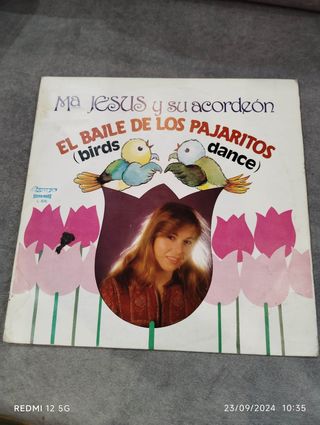 Mª JESUS y su acordeón
EL BAILE DE LOS PAJARITOS
(birds dance)
REDMI 12 5G
23/09/2024 10:35